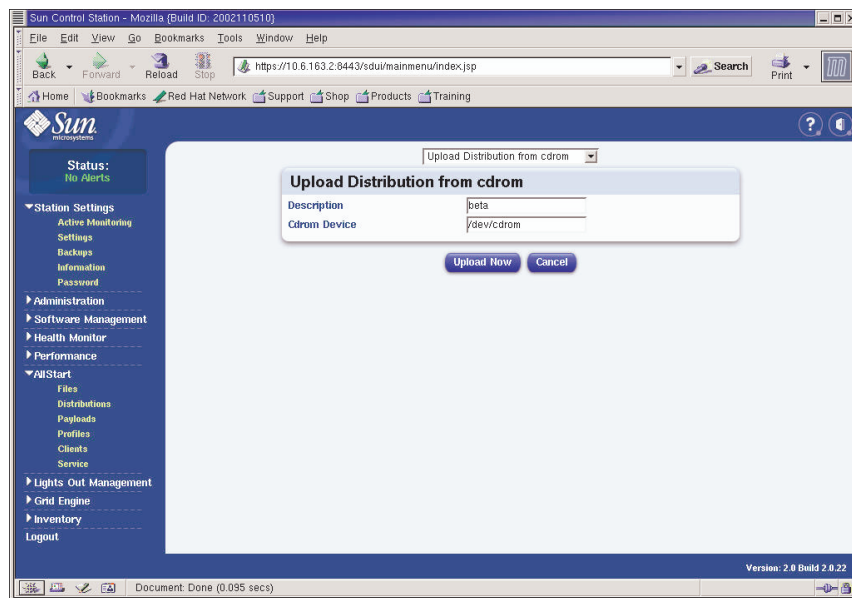 Sun Control Station - Mozilla {Build ID: 2002110510}
File Edit View Go Bookmarks Tools Window Help
Back Forward Reload Stop https://10.6.163.2:8443/sdui/mainmenu/index.jsp Search Print
Home Bookmarks Red Hat Network Support Shop Products Training
Sun
microsystems
?
Status:
No Alerts
Station Settings
Active Monitoring
Settings
Backups
Information
Password
Administration
Software Management
Health Monitor
Performance
AllStart
Files
Distributions
Payloads
Profiles
Clients
Service
Lights Out Management
Grid Engine
Inventory
Logout
Upload Distribution from cdrom
Upload Distribution from cdrom
Description beta
Cdrom Device /dev/cdrom
Upload Now Cancel
Version: 2.0 Build 2.0.22
Document: Done (0.095 secs)